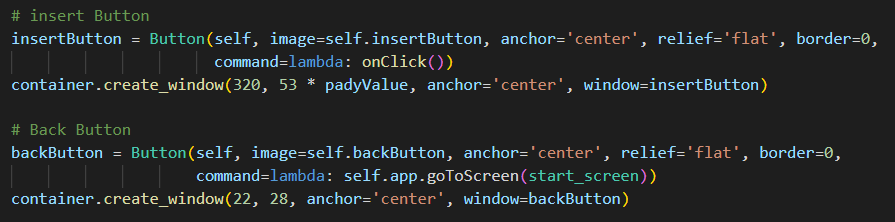 # insert Button
insertButton = Button(self, image=self.insertButton, anchor='center', relief='flat', border=0,
command=lambda: onClick())
container.create_window(320, 53 * padyValue, anchor='center', window=insertButton)
# Back Button
backButton = Button(self, image=self.backButton, anchor='center', relief='flat', border=0,
command=lambda: self.app.goToScreen(start_screen))
container.create_window(22, 28, anchor='center', window=backButton)